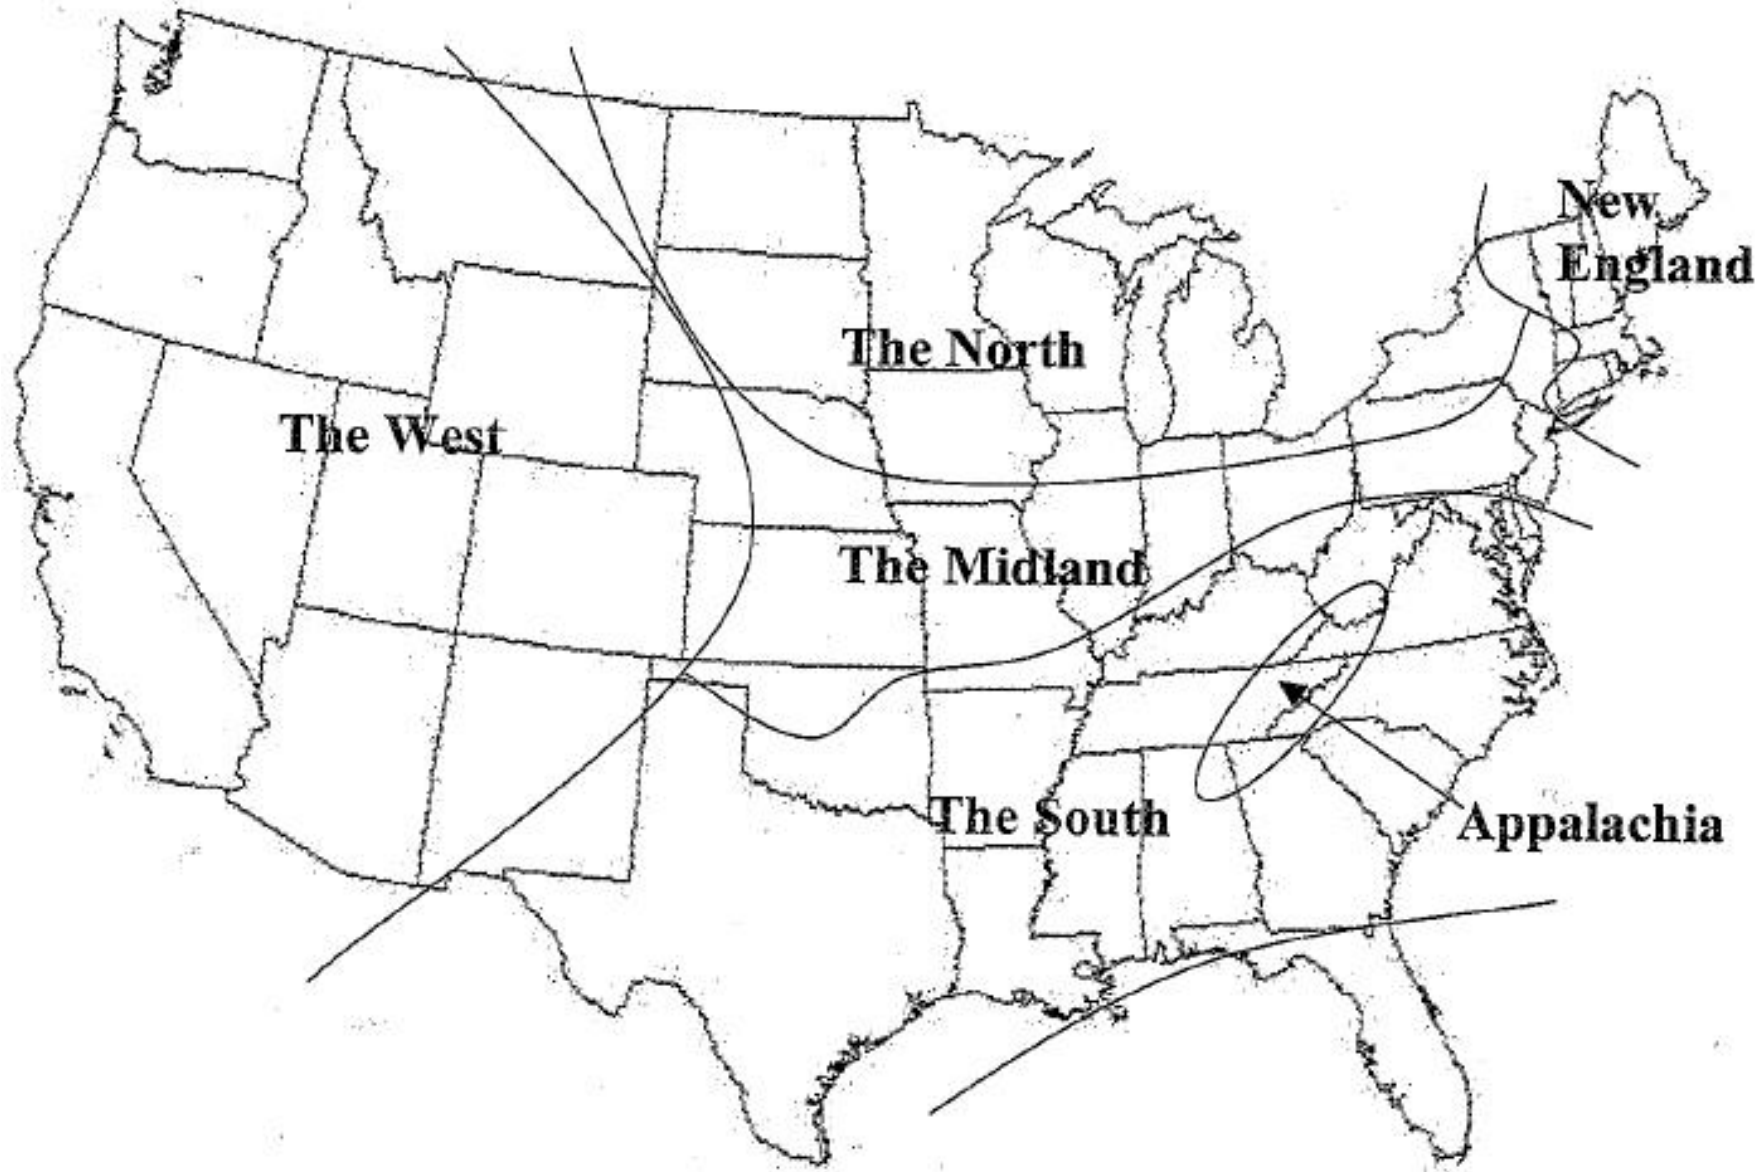 New
England
The North
The West
The Midland
The South
Appalachia